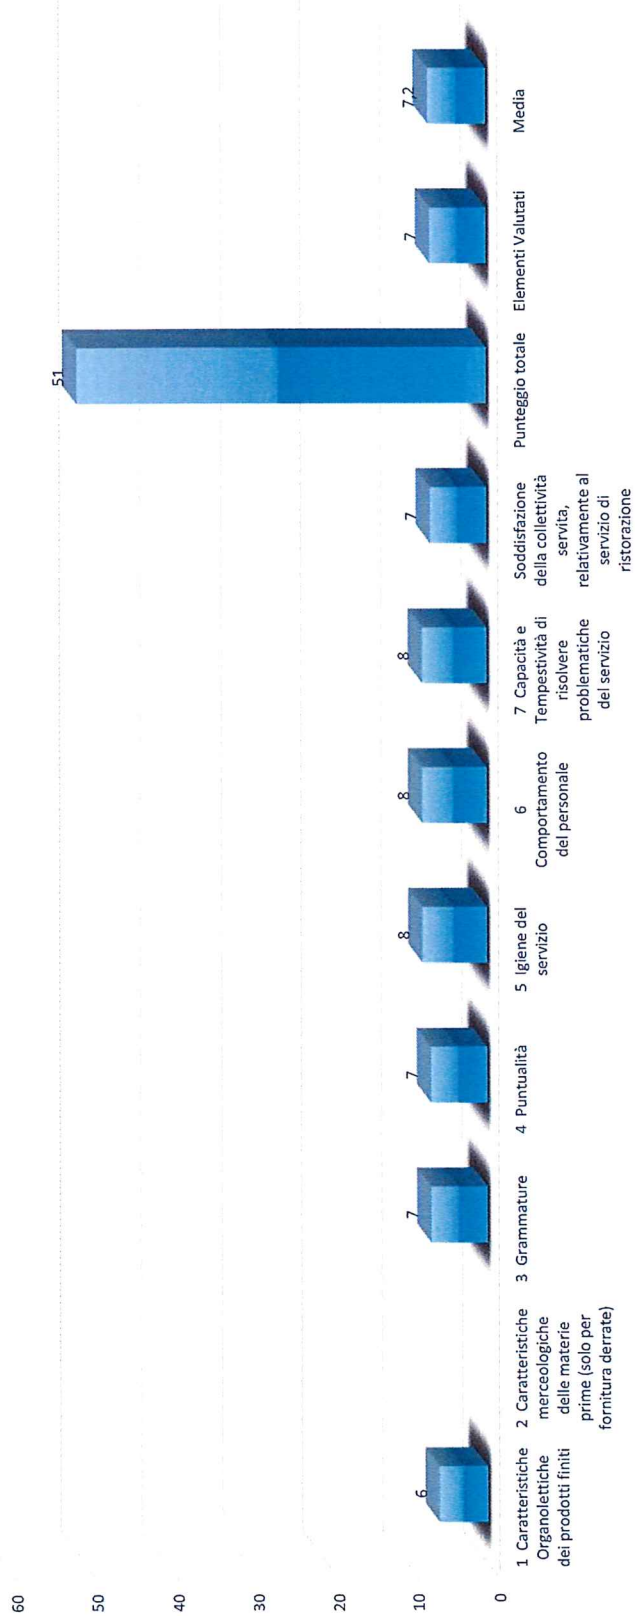 60
50
40
30
20
10
0
6
7
7
8
8
8
7
51
7
7,2
1 Caratteristiche
Organolettiche
dei prodotti finiti
2 Caratteristiche
merceologiche
delle materie
prime (solo per
fornitura derrate)
3 Grammature
4 Puntualità
5 Igiene del
servizio
6
Comportamento
del personale
7 Capacità e
Tempestività di
risolvere
problematiche
del servizio
Soddisfazione
della collettività
servita,
relativamente al
servizio di
ristorazione
Punteggio totale
Elementi Valutati
Media